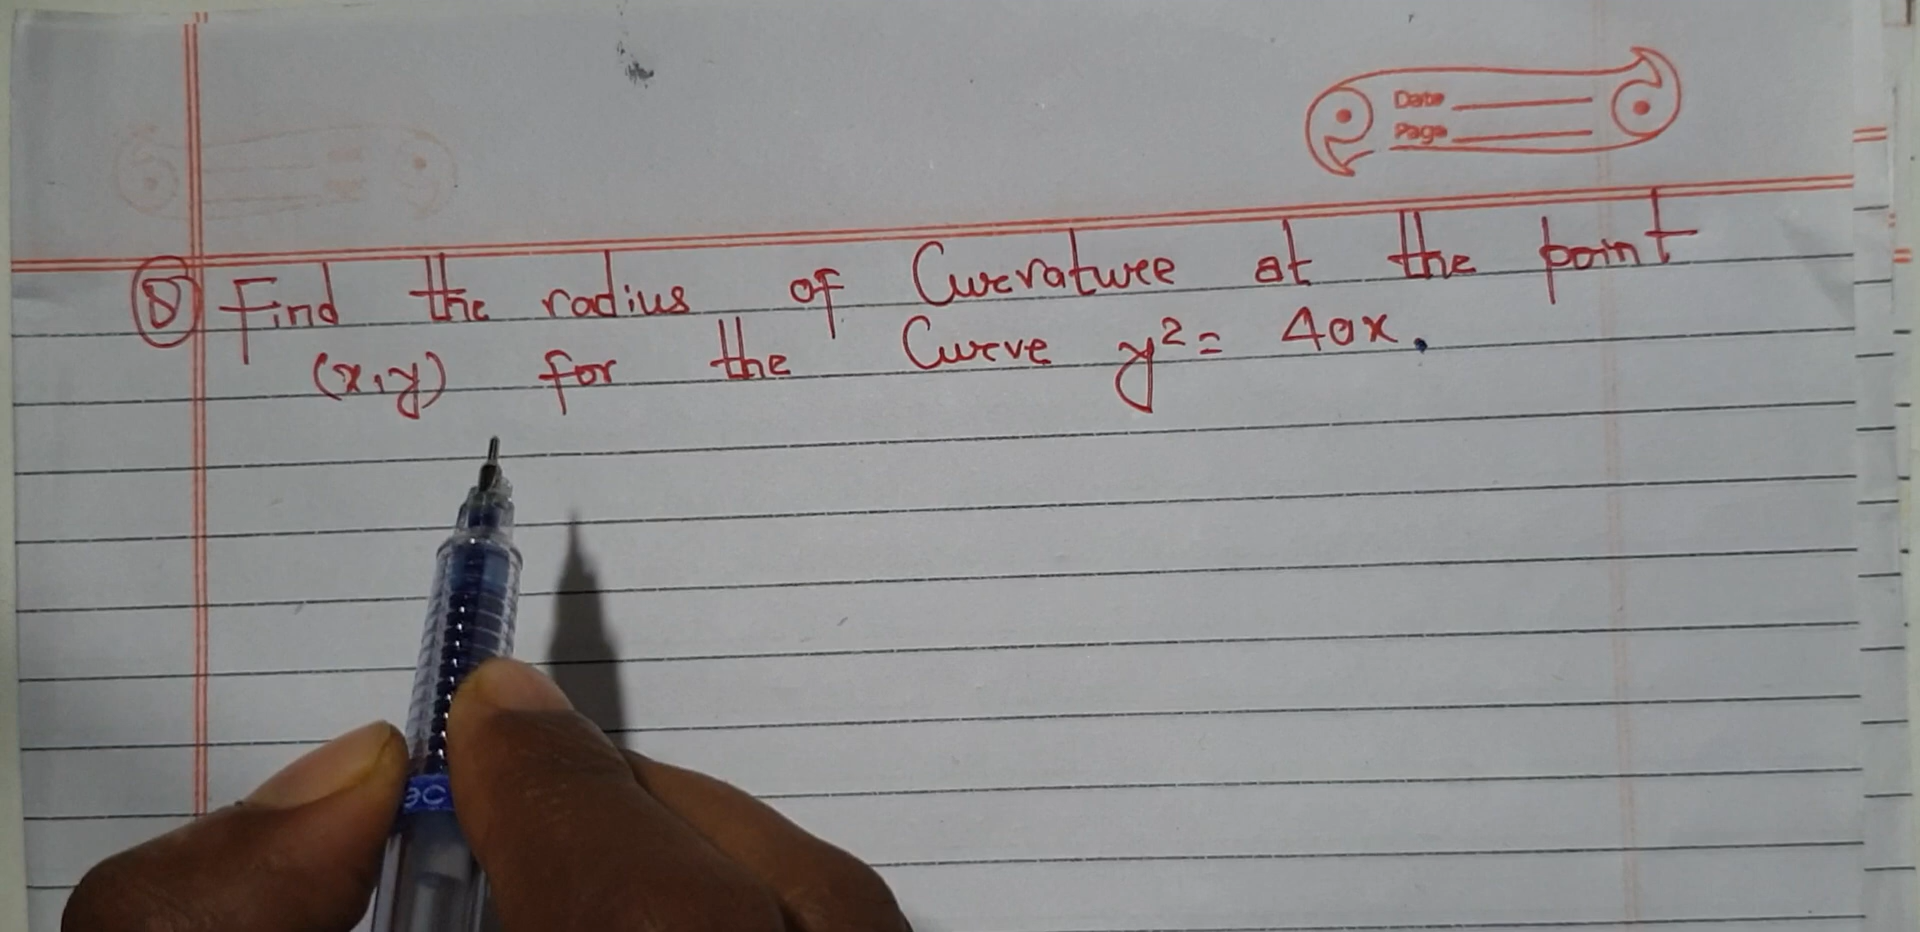 Date
Page
8 Find the radius of Curvature at the point
(x,y) for the Curve y² = 4ax.